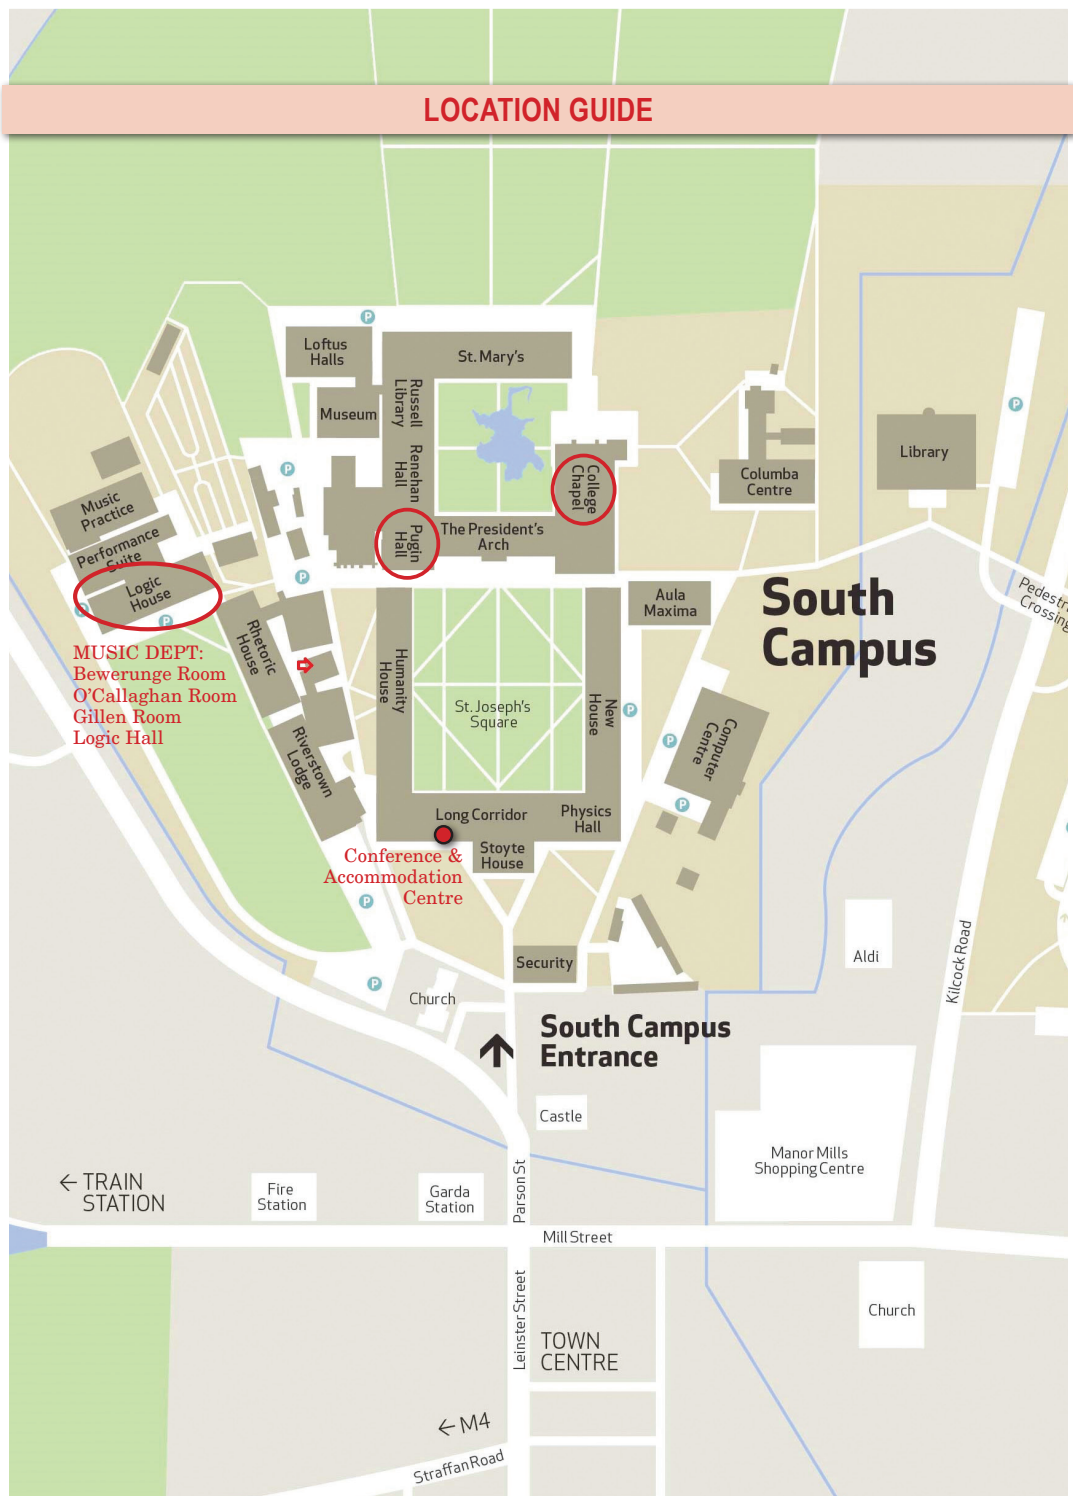 LOCATION GUIDE
P
Loftus
Halls
St. Mary's
Russell
Library
Museum
Renehan
Hall
College
Chapel
P
P
Library
Columba
Centre
Music
Practice
Performance
Suite
Logic
House
Pugin
Hall
The President's
Arch
P
P
P
Aula
Maxima
South
Campus
Pedestr
Crossing
MUSIC DEPT:
Bewerunge Room
O'Callaghan Room
Gillen Room
Logic Hall
Rhetoric
House
Humanity
House
St. Joseph's
Square
New
House
P
P
Computer
Centre
Riverstown
Lodge
P
Long Corridor
Physics
Hall
Stoyte
House
Conference &
Accommodation
Centre
P
Security
Aldi
Kilcock Road
P
Church
South Campus
Entrance
Castle
Manor Mills
Shopping Centre
← TRAIN
STATION
Fire
Station
Garda
Station
Parson St
Mill Street
Leinster Street
TOWN
CENTRE
Church
← M4
Straffan Road